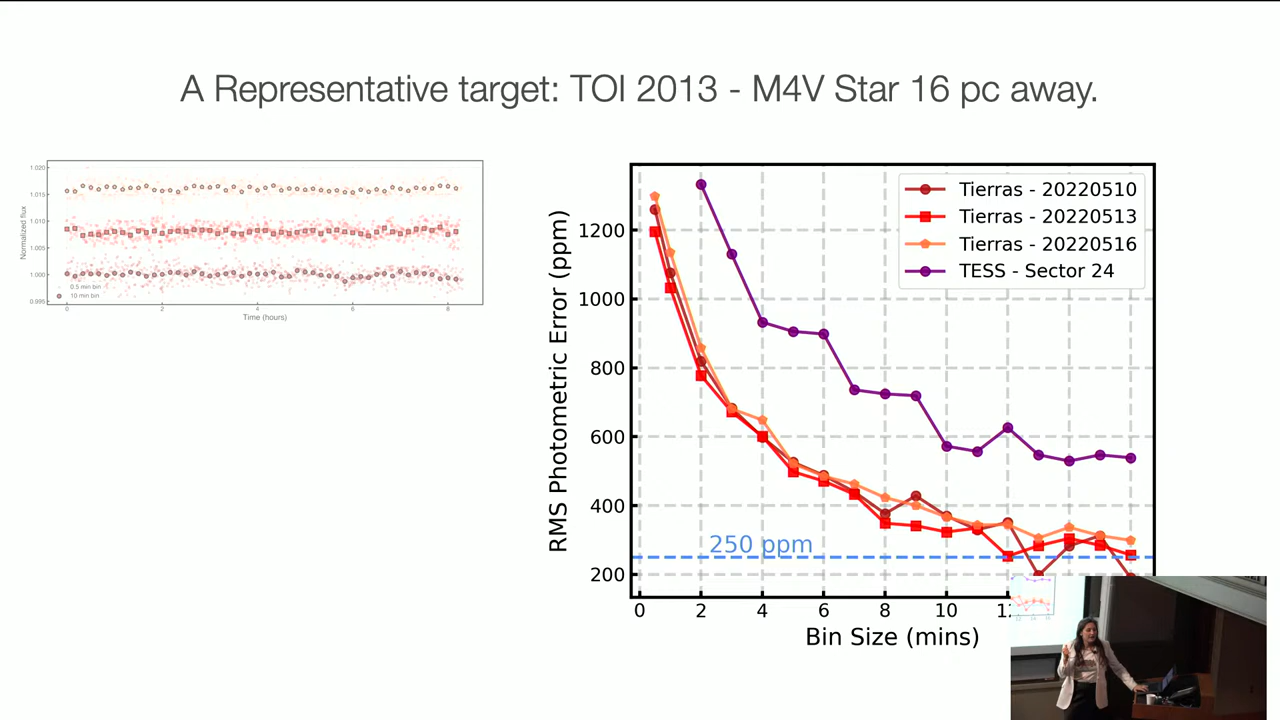 A Representative target: TOI 2013 - M4V Star 16 pc away.
1.020
1.015
1.010
1.005
1.000
0.995
Normalized flux
0.5 min bin
10 min bin
0 2 4 6 8
Time (hours)
Tierras - 20220510
Tierras - 20220513
Tierras - 20220516
TESS - Sector 24
RMS Photometric Error (ppm)
1200
1000
800
600
400
200
250 ppm
0 2 4 6 8 10
Bin Size (mins)